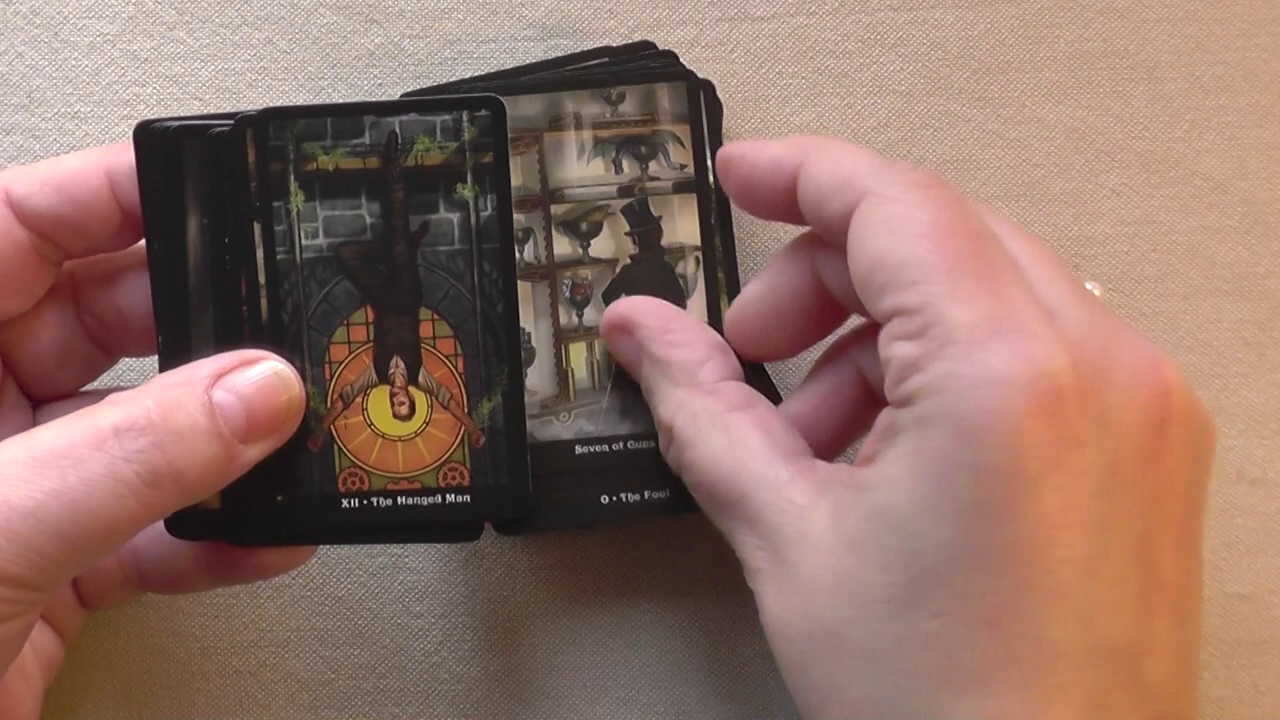 XII • The Hanged Man
Seven of Cups
0 • The Fool